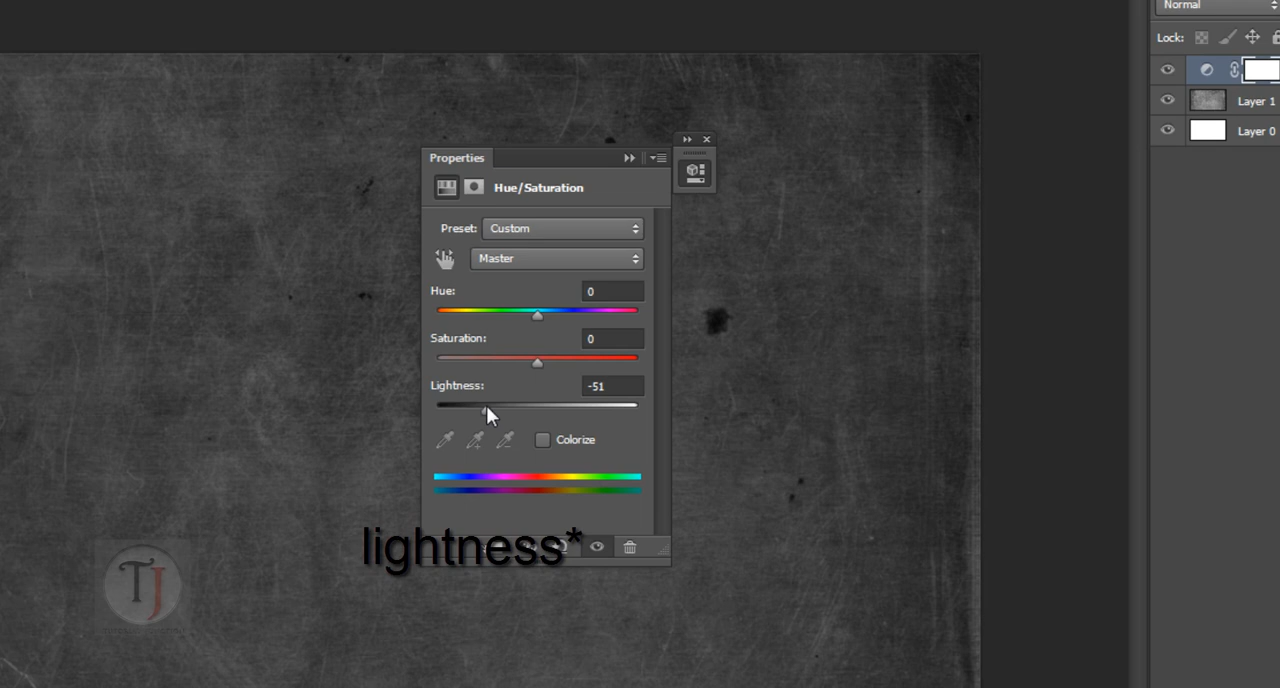 Normal
Lock:
Properties
Hue/Saturation
Preset: Custom
Master
Hue: 0
Saturation: 0
Lightness: -51
Colorize
Layer 1
Layer 0
lightness*
TJ